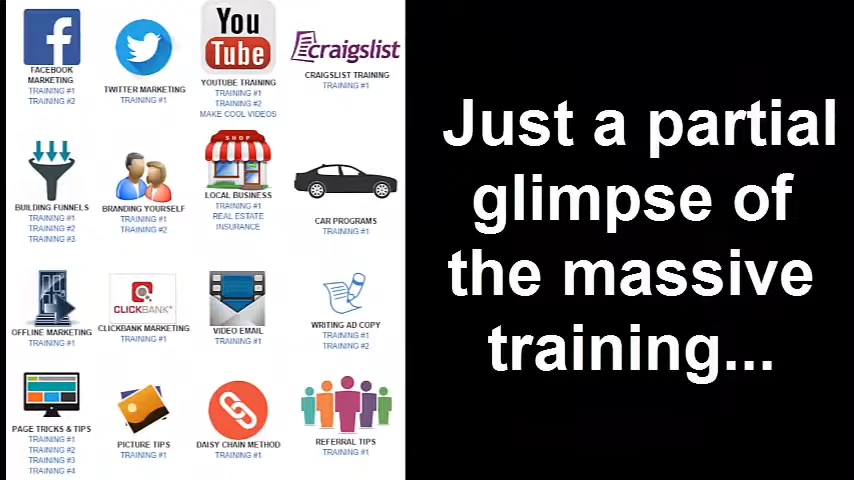 You
Tube
craigslist
FACEBOOK
MARKETING
TRAINING #1
TRAINING #2
TWITTER MARKETING
TRAINING #1
YOUTUBE TRAINING
TRAINING #1
TRAINING #2
MAKE COOL VIDEOS
CRAIGSLIST TRAINING
TRAINING #1
BUILDING FUNNELS
TRAINING #1
TRAINING #2
TRAINING #3
BRANDING YOURSELF
TRAINING #1
TRAINING #2
SHOP
LOCAL BUSINESS
TRAINING #1
REAL ESTATE
INSURANCE
CAR PROGRAMS
TRAINING #1
OFFLINE MARKETING
TRAINING #1
CLICKBANK
CLICKBANK MARKETING
TRAINING #1
VIDEO EMAIL
TRAINING #1
WRITING AD COPY
TRAINING #1
TRAINING #2
PAGE TRICKS & TIPS
TRAINING #1
TRAINING #2
TRAINING #3
TRAINING #4
PICTURE TIPS
TRAINING #1
DAISY CHAIN METHOD
TRAINING #1
REFERRAL TIPS
TRAINING #1
Just a partial
glimpse of
the massive
training...